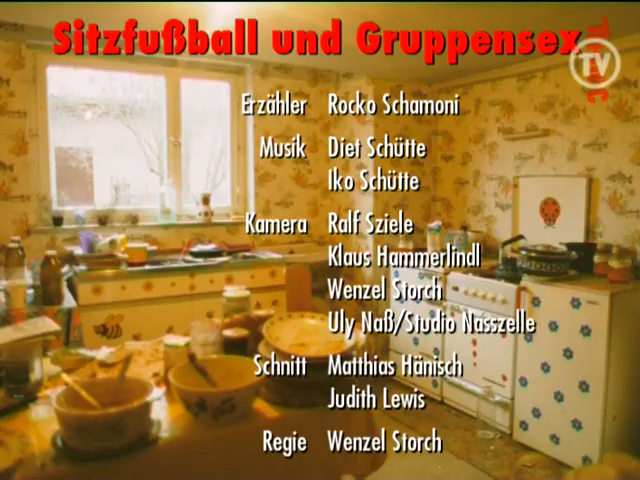 Sitzfußball und Gruppensex
TV
Erzähler Rocko Schamoni
Musik Diet Schütte
Iko Schütte
Kamera Ralf Sziele
Klaus Hammerlindl
Wenzel Storch
Uly Naß/Studio Nasszelle
Schnitt Matthias Hänisch
Judith Lewis
Regie Wenzel Storch